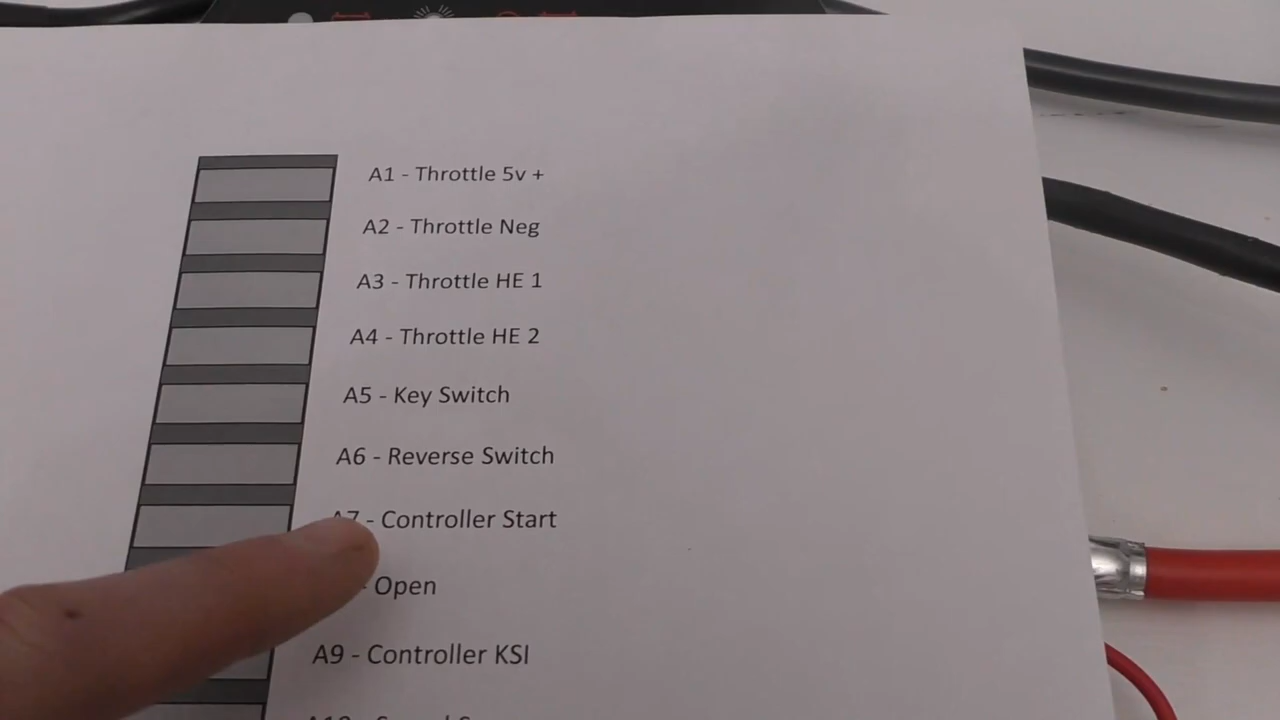 A1 - Throttle 5v +
A2 - Throttle Neg
A3 - Throttle HE 1
A4 - Throttle HE 2
A5 - Key Switch
A6 - Reverse Switch
A7 - Controller Start
- Open
A9 - Controller KSI